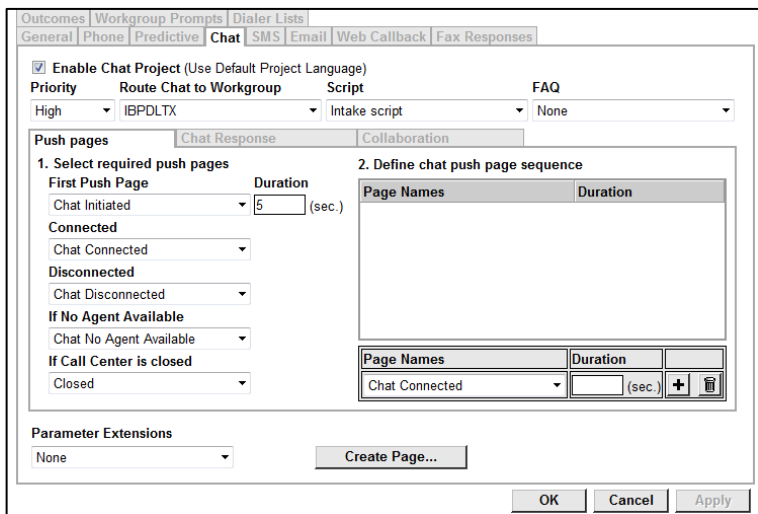 Outcomes Workgroup Prompts Dialer Lists
General Phone Predictive Chat SMS Email Web Callback Fax Responses
Enable Chat Project (Use Default Project Language)
Priority Route Chat to Workgroup Script FAQ
High IBPDLTX Intake script None
Push pages Chat Response Collaboration
1. Select required push pages 2. Define chat push page sequence
First Push Page Duration Page Names Duration
Chat Initiated 5 (sec.)
Connected
Chat Connected
Disconnected
Chat Disconnected
If No Agent Available
Chat No Agent Available
If Call Center is closed Page Names Duration
Closed Chat Connected (sec.)
Parameter Extensions
None Create Page...
OK Cancel Apply